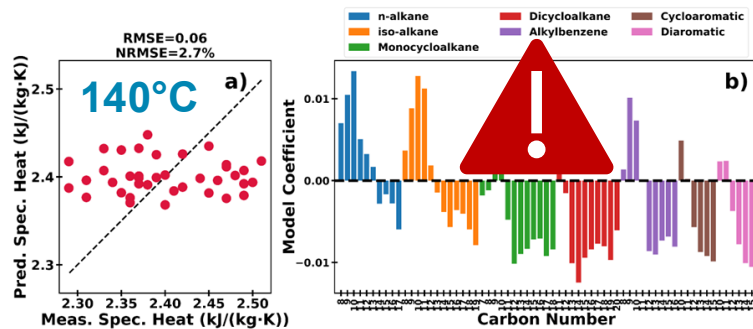 RMSE=0.06
NRMSE=2.7%
140°C
a)
Pred. Spec. Heat (kJ/(kg·K))
2.5
2.4
2.3
2.30 2.35 2.40 2.45 2.50
Meas. Spec. Heat (kJ/(kg·K))
n-alkane
iso-alkane
Monocycloalkane
Dicycloalkane
Alkylbenzene
Cycloaromatic
Diaromatic
!
b)
Model Coefficient
0.01
0.00
−0.01
Carbon Number